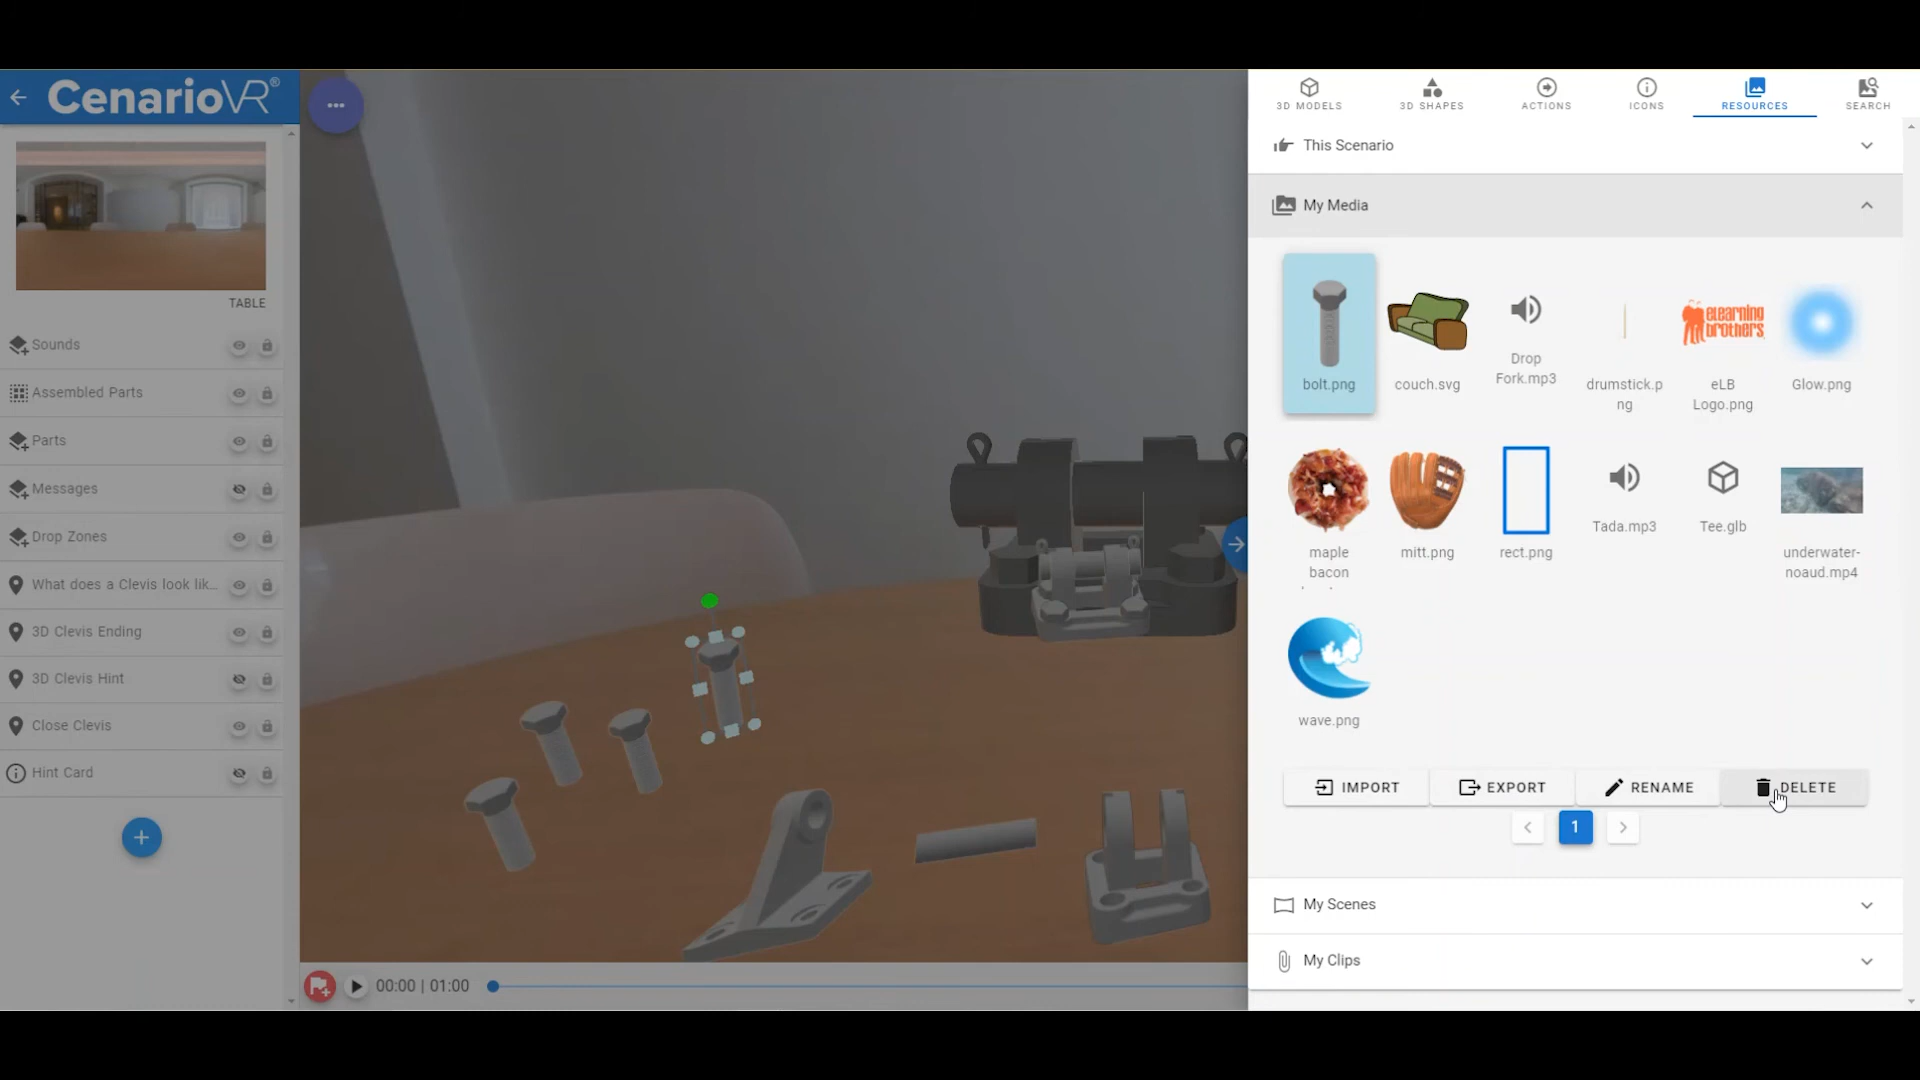 CenarioVR®
TABLE
Sounds
Assembled Parts
Parts
Messages
Drop Zones
What does a Clevis look lik...
3D Clevis Ending
3D Clevis Hint
Close Clevis
Hint Card
00:00 | 01:00
3D MODELS
3D SHAPES
ACTIONS
ICONS
RESOURCES
SEARCH
This Scenario
My Media
bolt.png
couch.svg
Drop
Fork.mp3
drumstick.p
ng
elearning
brothers
eLB
Logo.png
Glow.png
maple
bacon
mitt.png
rect.png
Tada.mp3
Tee.glb
underwater-
noaud.mp4
wave.png
IMPORT
EXPORT
RENAME
DELETE
1
My Scenes
My Clips